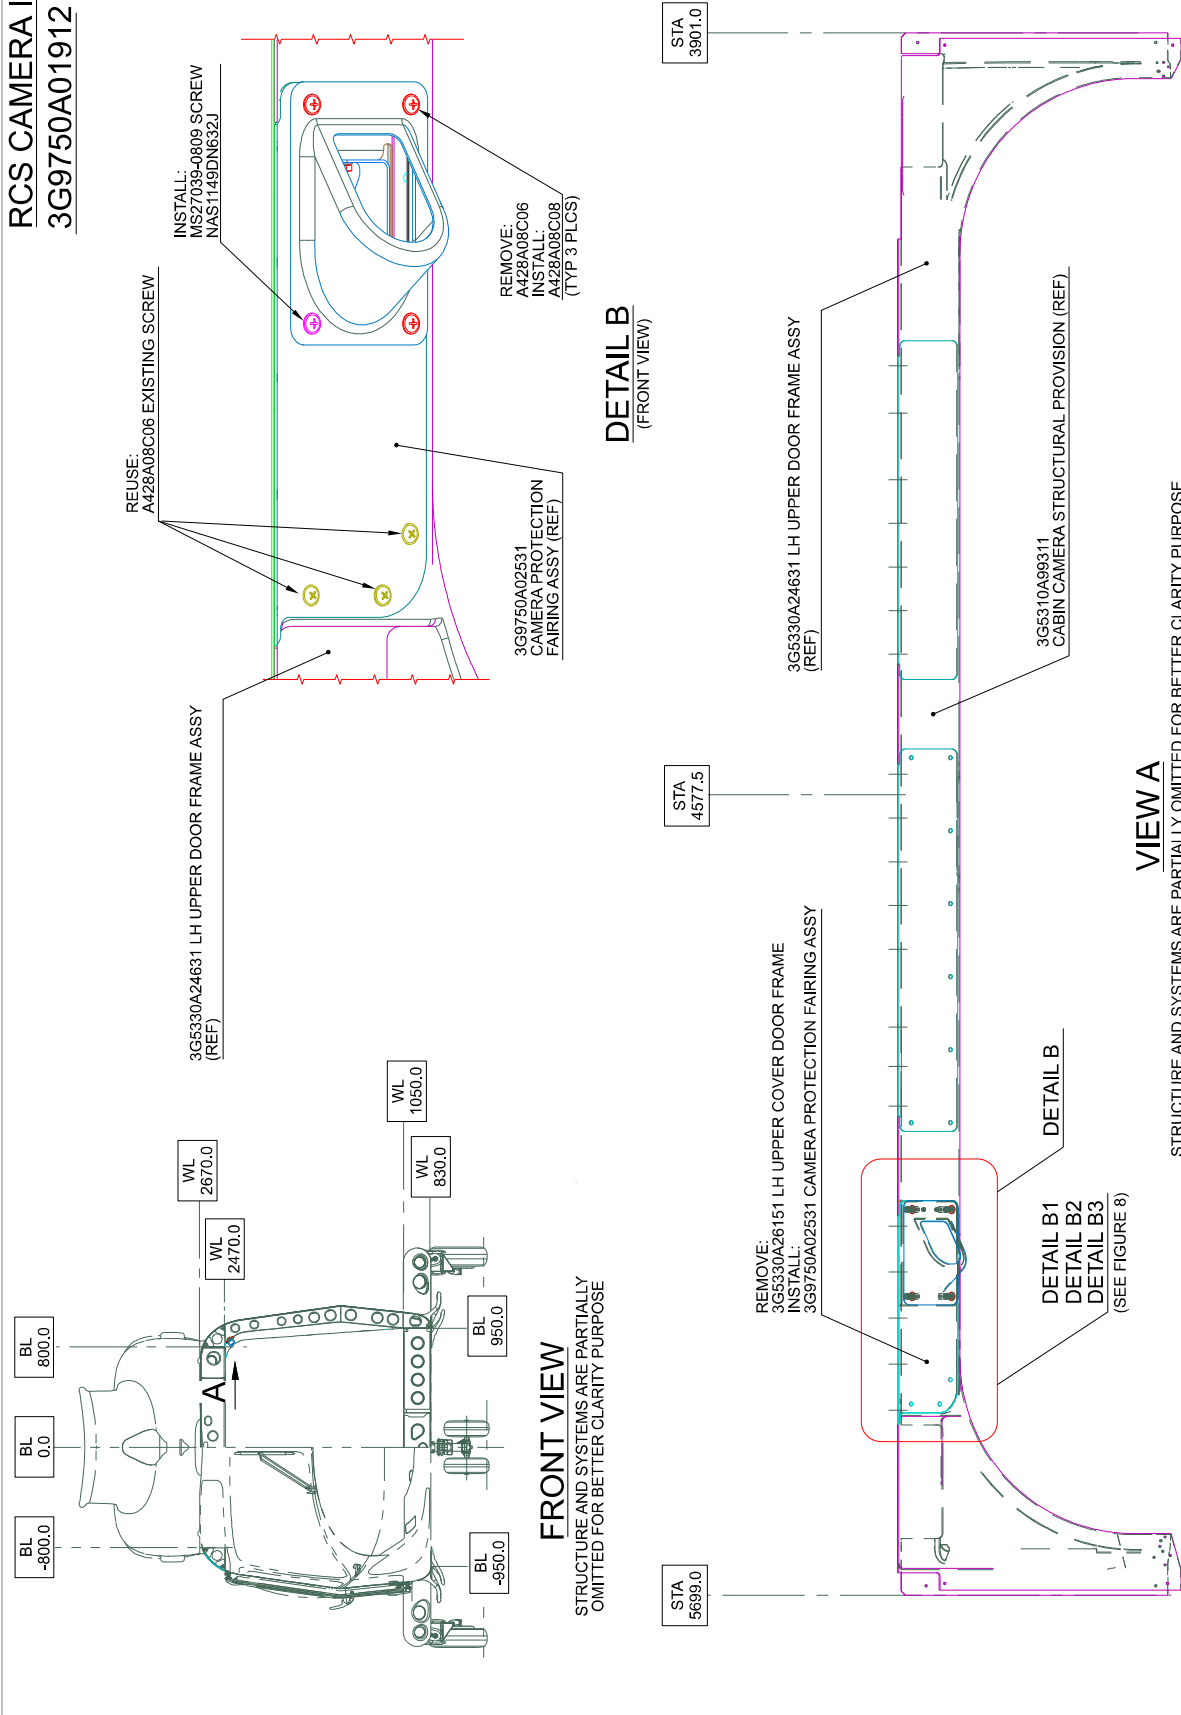 RCS CAMERA I
3G9750A01912
INSTALL:
MS27039-0809 SCREW
NAS1149DN632J
REUSE:
A428A08C06 EXISTING SCREW
3G5330A24631 LH UPPER DOOR FRAME ASSY
(REF)
REMOVE:
A428A08C06
INSTALL:
A428A08C08
(TYP 3 PLCS)
3G9750A02531
CAMERA PROTECTION
FAIRING ASSY (REF)
DETAIL B
(FRONT VIEW)
BL
-800.0
BL
0.0
BL
800.0
WL
2670.0
WL
2470.0
WL
1050.0
WL
830.0
BL
950.0
BL
-950.0
A
FRONT VIEW
STRUCTURE AND SYSTEMS ARE PARTIALLY
OMITTED FOR BETTER CLARITY PURPOSE
STA
5699.0
STA
4577.5
STA
3901.0
REMOVE:
3G5330A26151 LH UPPER COVER DOOR FRAME
INSTALL:
3G9750A02531 CAMERA PROTECTION FAIRING ASSY
3G5330A24631 LH UPPER DOOR FRAME ASSY
(REF)
3G5310A99311
CABIN CAMERA STRUCTURAL PROVISION (REF)
DETAIL B
DETAIL B1
DETAIL B2
DETAIL B3
(SEE FIGURE 8)
VIEW A
STRUCTURE AND SYSTEMS ARE PARTIALLY OMITTED FOR BETTER CLARITY PURPOSE